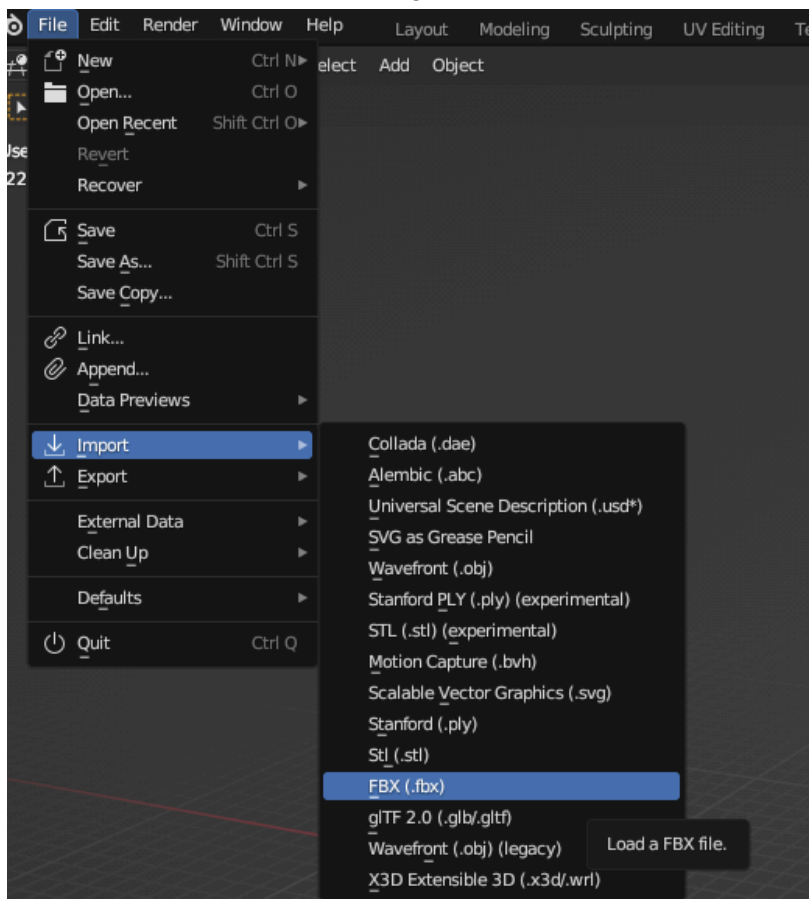 File Edit Render Window Help Layout Modeling Sculpting UV Editing
New Ctrl N
elect Add Object
Open... Ctrl O
Open Recent Shift Ctrl O
Revert
22
Recover
Save Ctrl S
Save As... Shift Ctrl S
Save Copy...
Link...
Append...
Data Previews
Import
Export
External Data
Clean Up
Defaults
Quit Ctrl Q
Collada (.dae)
Alembic (.abc)
Universal Scene Description (.usd*)
SVG as Grease Pencil
Wavefront (.obj)
Stanford PLY (.ply) (experimental)
STL (.stl) (experimental)
Motion Capture (.bvh)
Scalable Vector Graphics (.svg)
Stanford (.ply)
Stl (.stl)
FBX (.fbx)
glTF 2.0 (.glb/.gltf)
Wavefront (.obj) (legacy)
Load a FBX file.
X3D Extensible 3D (.x3d/.wrl)